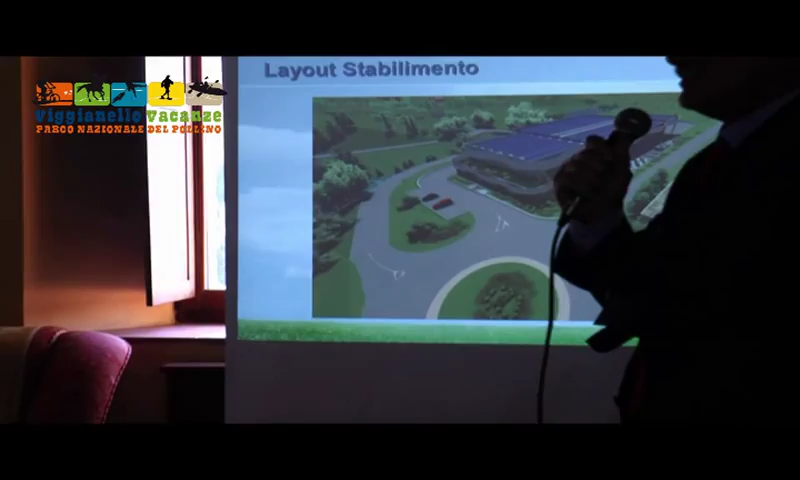 Layout Stabilimento
Viggianello Vacanze
PARCO NAZIONALE DEL POLLINO